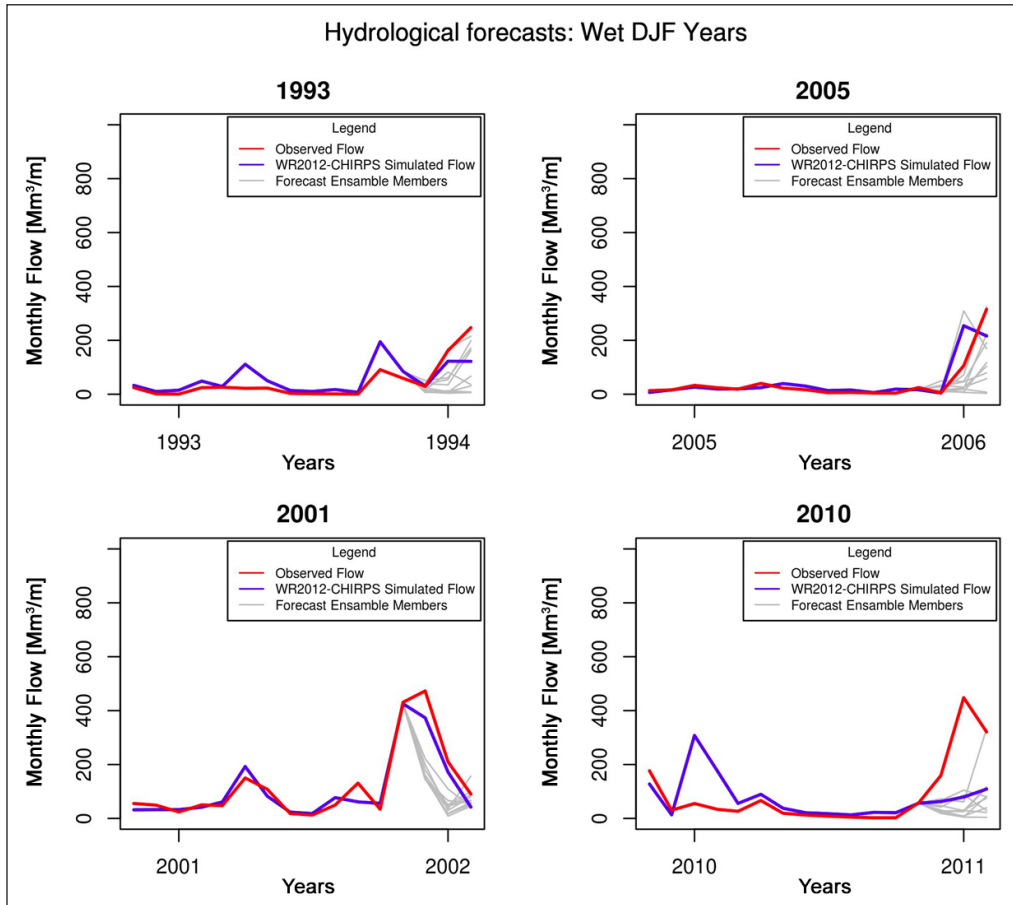 Hydrological forecasts: Wet DJF Years
1993
Legend
Observed Flow
WR2012-CHIRPS Simulated Flow
Forecast Ensamble Members
Monthly Flow [Mm³/m]
0 200 400 600 800
1993 1994
Years
2005
Legend
Observed Flow
WR2012-CHIRPS Simulated Flow
Forecast Ensamble Members
Monthly Flow [Mm³/m]
0 200 400 600 800
2005 2006
Years
2001
Legend
Observed Flow
WR2012-CHIRPS Simulated Flow
Forecast Ensamble Members
Monthly Flow [Mm³/m]
0 200 400 600 800
2001 2002
Years
2010
Legend
Observed Flow
WR2012-CHIRPS Simulated Flow
Forecast Ensamble Members
Monthly Flow [Mm³/m]
0 200 400 600 800
2010 2011
Years